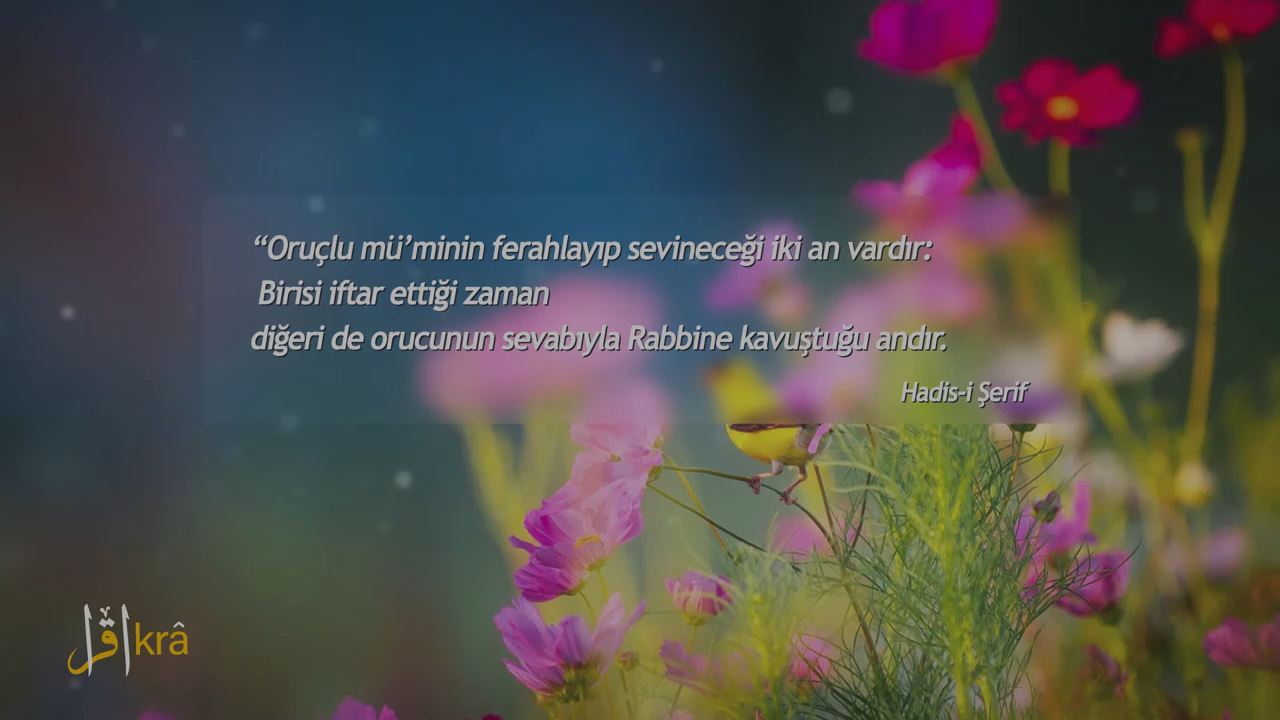 “Oruçlu mü’minin ferahlayıp sevineceği iki an vardır:
Birisi iftar ettiği zaman
diğeri de orucunun sevabıyla Rabbine kavuştuğu andır.
Hadis-i Şerif
اقرأ krâ